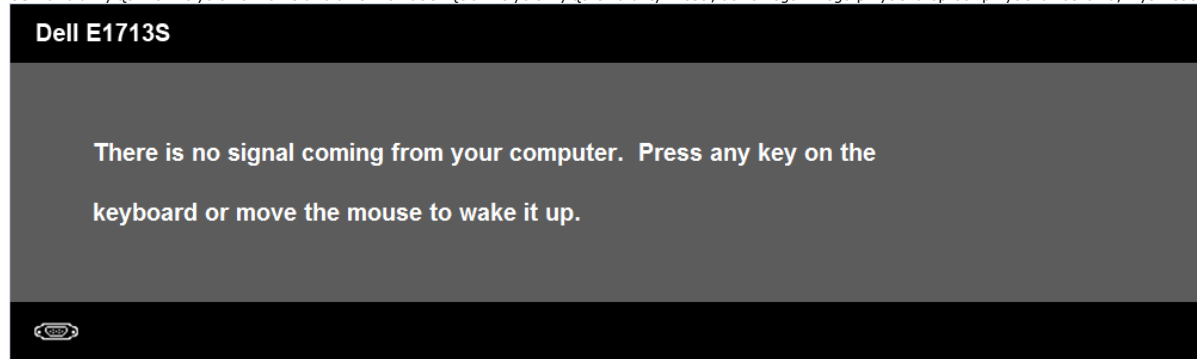 Dell E1713S
There is no signal coming from your computer.  Press any key on the
keyboard or move the mouse to wake it up.